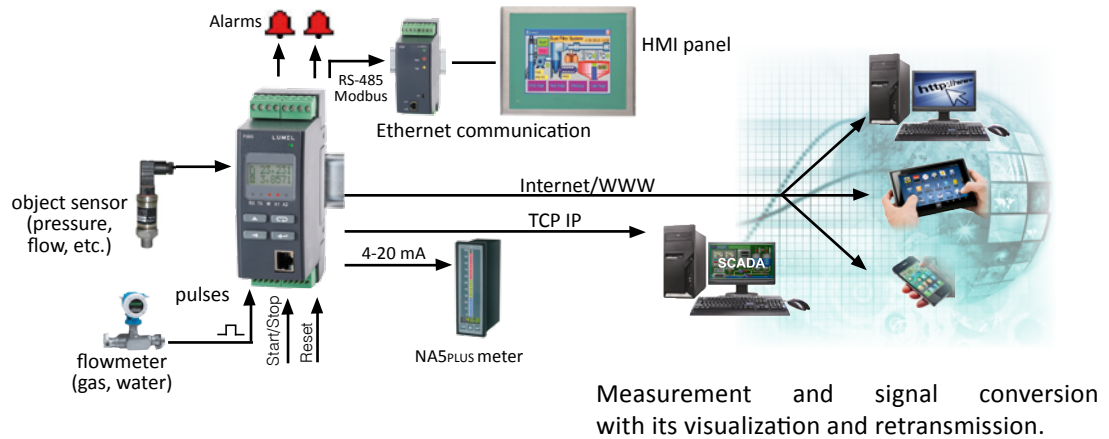 Alarms
RS-485
Modbus
HMI panel
Ethernet communication
LUMEL
object sensor
(pressure,
flow, etc.)
Internet/WWW
TCP IP
4-20 mA
SCADA
http://www
pulses
Start/Stop
Reset
flowmeter
(gas, water)
NA5PLUS meter
Measurement and signal conversion
with its visualization and retransmission.